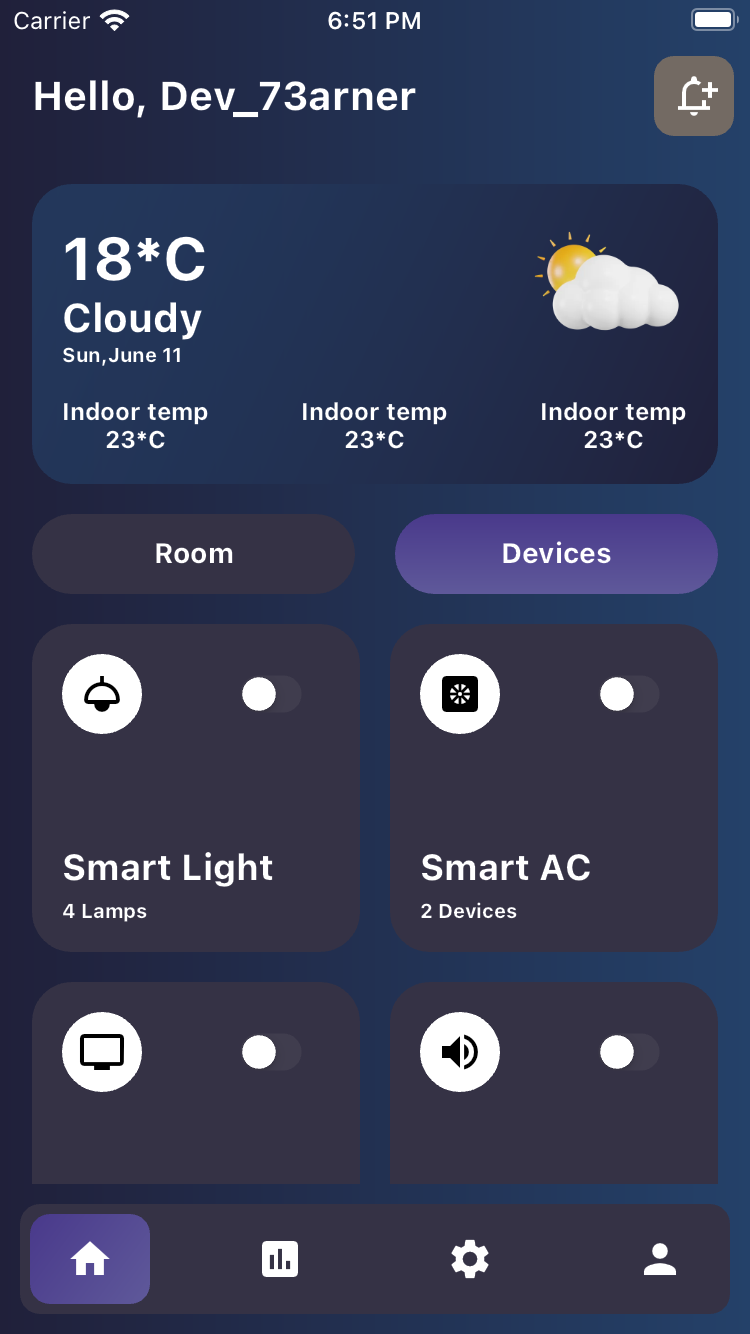 Carrier 6:51 PM
Hello, Dev_73arner
18*C
Cloudy
Sun,June 11
Indoor temp Indoor temp Indoor temp
23*C 23*C 23*C
Room Devices
Smart Light Smart AC
4 Lamps 2 Devices